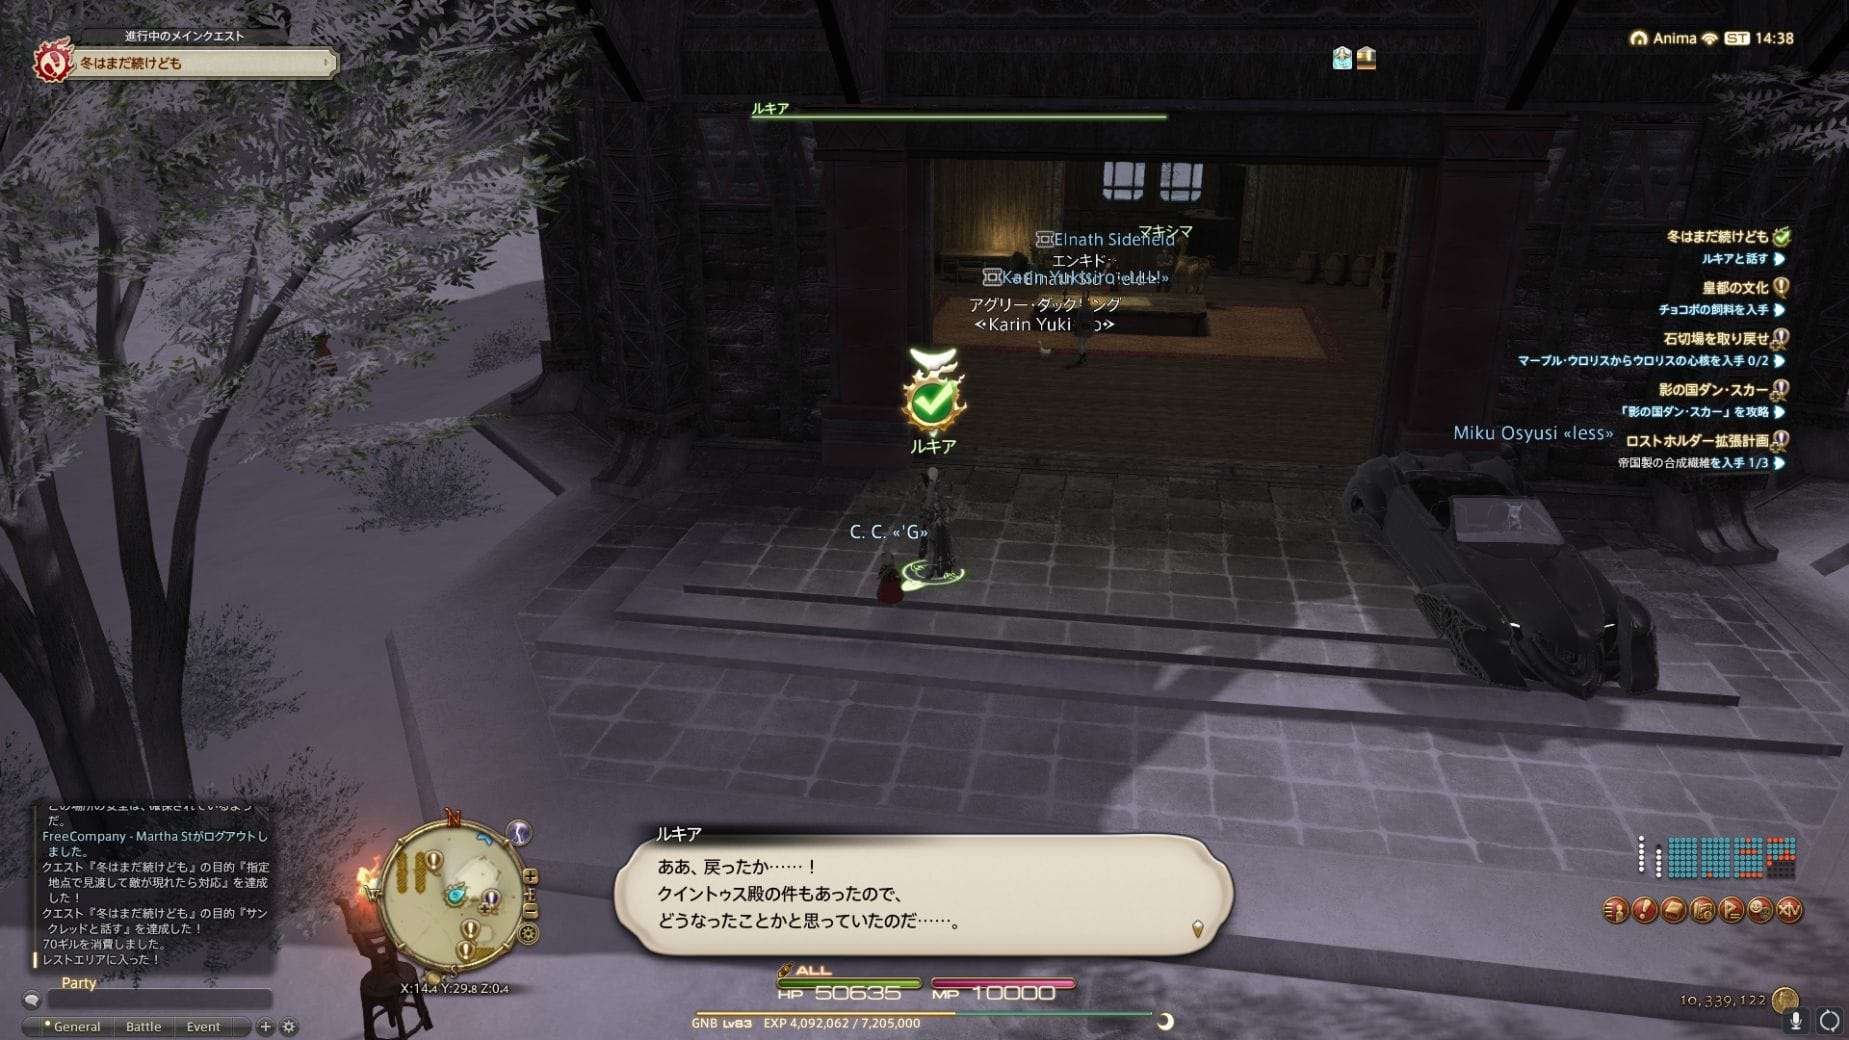 進行中のメインクエスト
冬はまだ続けども
Anima ST 14:38
ルキア
冬はまだ続けども
ルキアと話す
皇都の文化
チョコボの飼料を入手
石切場を取り戻せ
マーブル・ウロリスからウロリスの心核を入手 0/2
影の国ダン・スカー
「影の国ダン・スカー」を攻略
ロストホルダー拡張計画
帝国製の合成繊維を入手 1/3
マキシマ
Elnath Sidefield
エンキド
アグリー・ダックリング
Karin Yuki
ルキア
Miku Osyusi «less»
C. C. «'G»
だ。
FreeCompany - Martha Stがログアウトし
ました。
クエスト『冬はまだ続けども』の目的『指定
地点で見渡して敵が現れたら対応』を達成
した！
クエスト『冬はまだ続けども』の目的『サン
クレッドと話す』を達成した！
70ギルを消費しました。
レストエリアに入った！
Party
General Battle Event
N
X:14.4 Y:29.8 Z:0.4
ルキア
ああ、戻ったか……！
クイントゥス殿の件もあったので、
どうなったことかと思っていたのだ……。
ALL
HP 50635 MP 10000
GNB Lv83 EXP 4,092,062 / 7,205,000
XIV
10,339,122